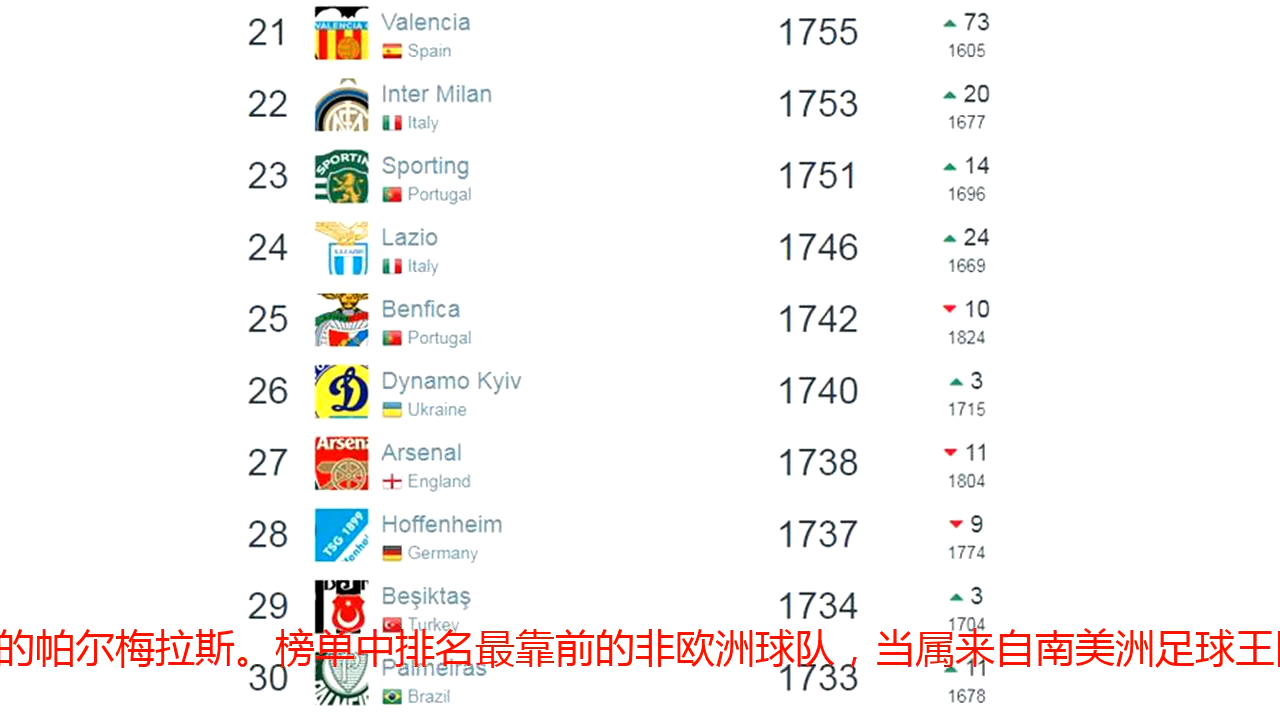 21 Valencia 1755 73
Spain 1605
22 Inter Milan 1753 20
Italy 1677
23 Sporting 1751 14
Portugal 1696
24 Lazio 1746 24
Italy 1669
25 Benfica 1742 10
Portugal 1824
26 Dynamo Kyiv 1740 3
Ukraine 1715
27 Arsenal 1738 11
England 1804
28 Hoffenheim 1737 9
Germany 1774
29 Beşiktaş 1734 3
Turkey 1704
的帕尔梅拉斯。榜单中排名最靠前的非欧洲球队，当属来自南美洲足球王
30 Palmeiras 1733 11
Brazil 1678